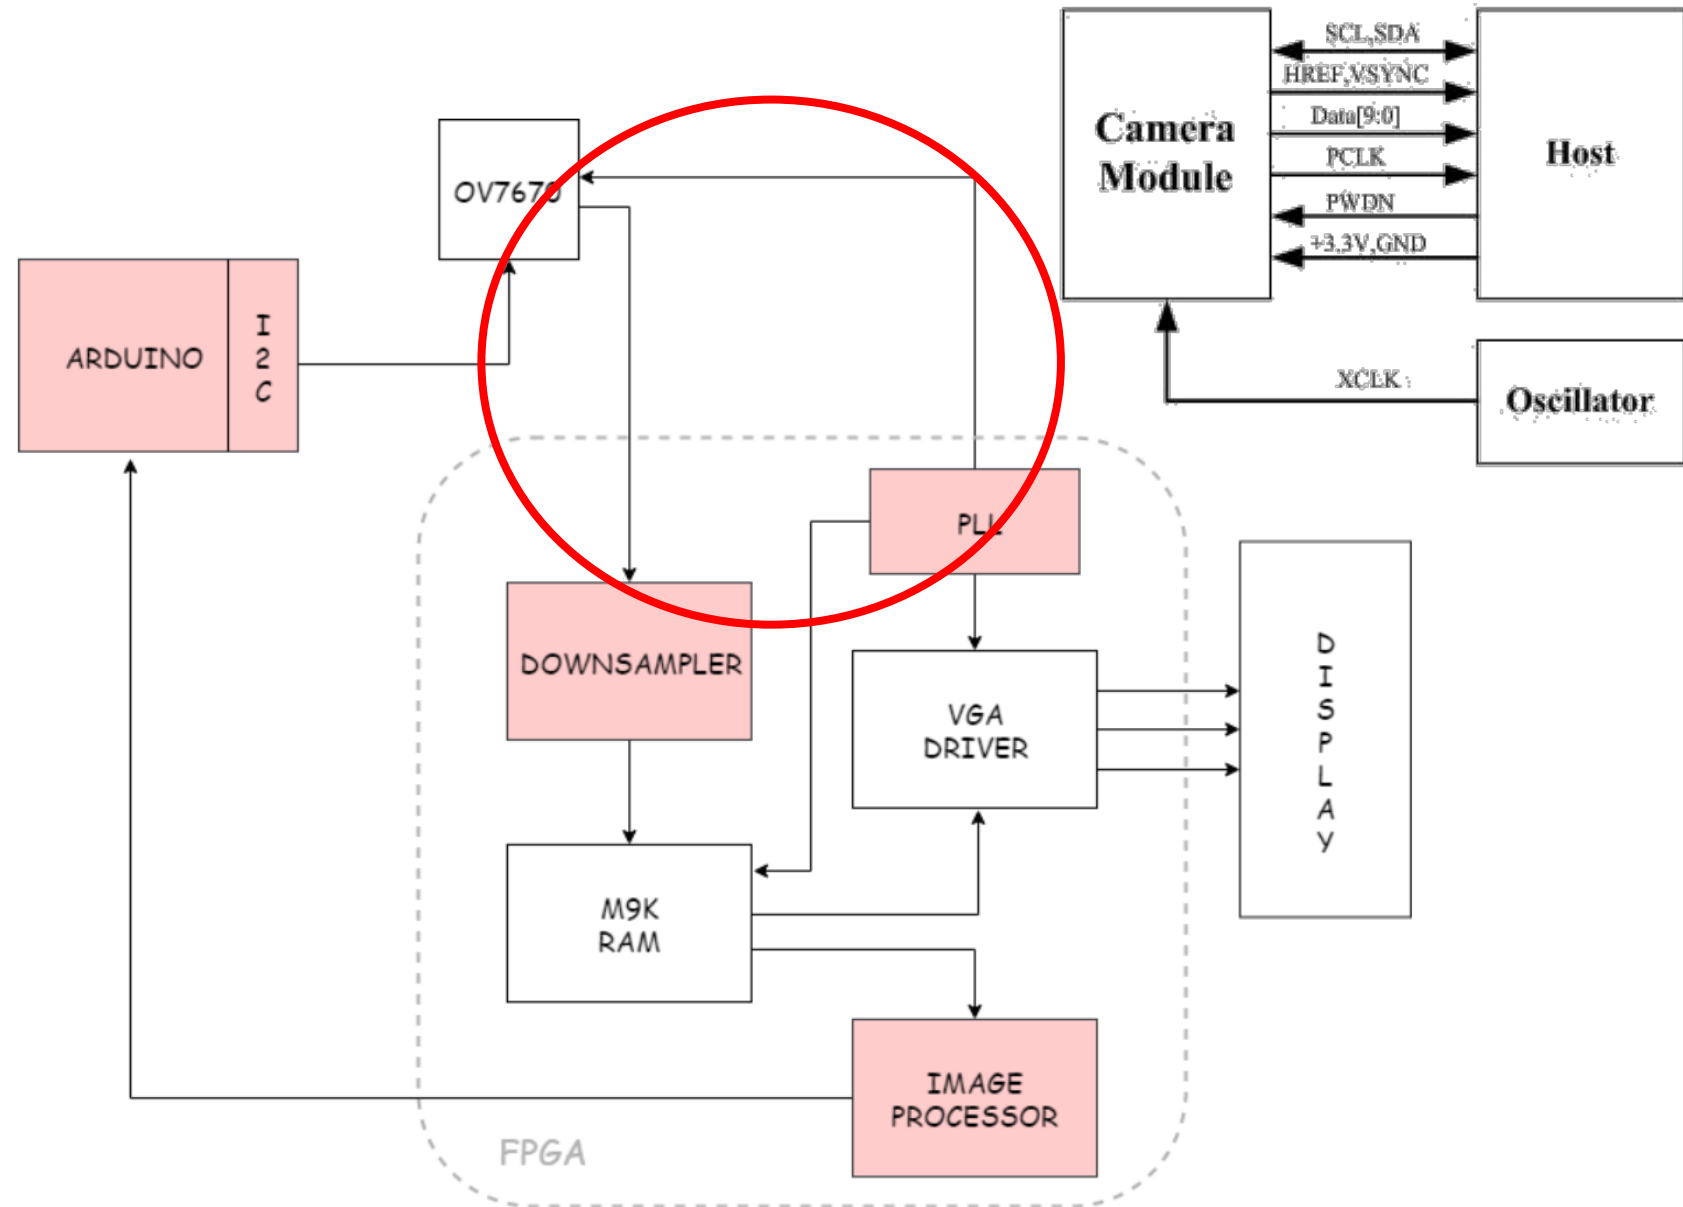 SCL,SDA
HREF,VSYNC
Data[9:0]
PCLK
PWDN
+3.3V,GND
Camera
Module
Host
XCLK
Oscillator
OV7670
ARDUINO
I
2
C
PLL
DOWNSAMPLER
VGA
DRIVER
D
I
S
P
L
A
Y
M9K
RAM
IMAGE
PROCESSOR
FPGA